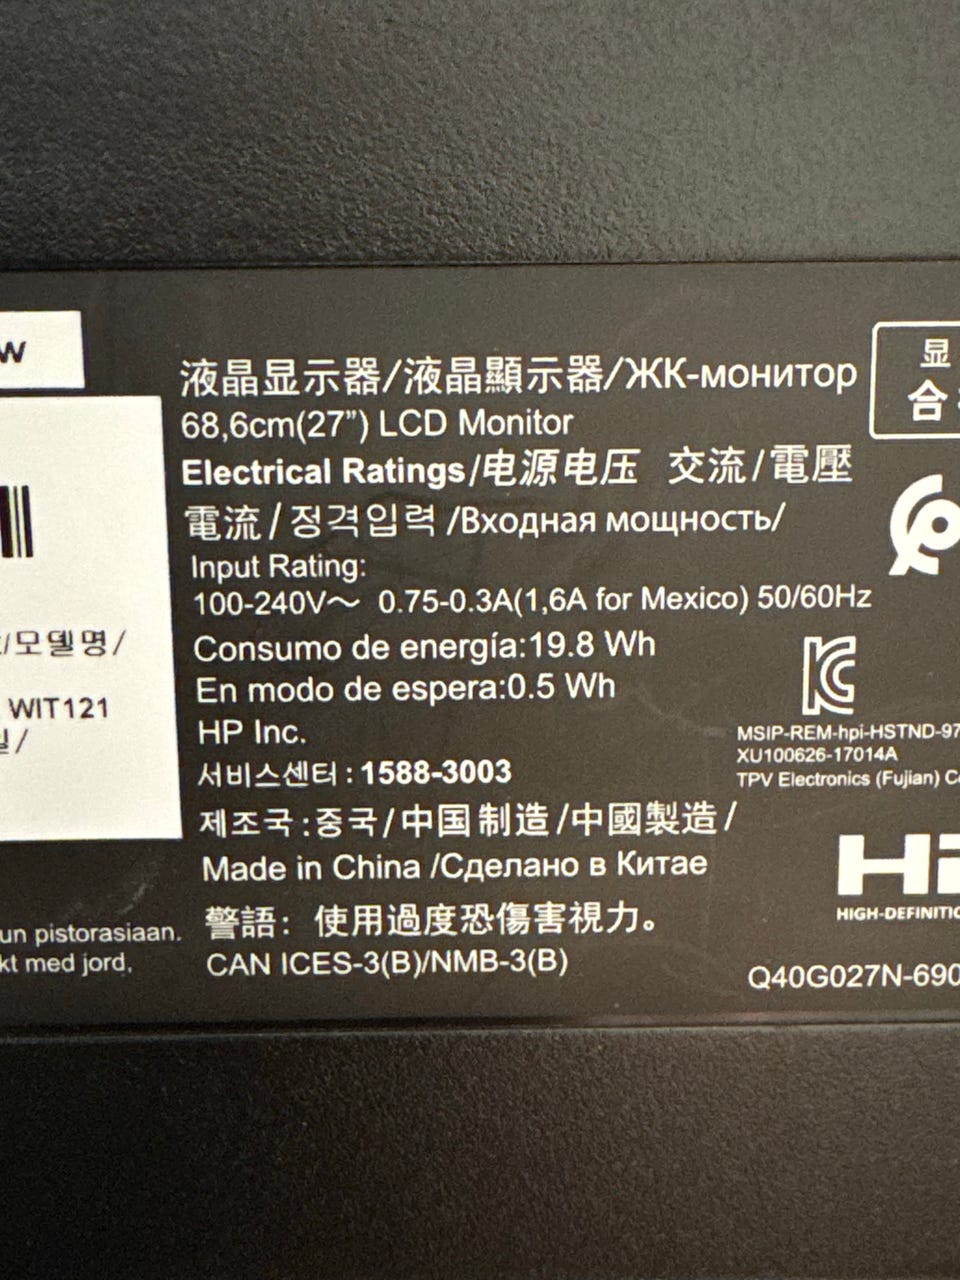 W
液晶显示器/液晶顯示器/ЖК-монитор
68,6cm(27”) LCD Monitor
Electrical Ratings/电源电压 交流/電壓
電流/정격입력 /Входная мощность/
Input Rating:
100-240V～ 0.75-0.3A(1,6A for Mexico) 50/60Hz
Consumo de energía:19.8 Wh
En modo de espera:0.5 Wh
HP Inc.
서비스센터 : 1588-3003
제조국 :중국/中国制造/中國製造/
Made in China /Сделано в Китае
警語： 使用過度恐傷害視力。
CAN ICES-3(B)/NMB-3(B)
/모델명/
WIT121
un pistorasiaan.
kt med jord,
显
合
MSIP-REM-hpi-HSTND-97
XU100626-17014A
TPV Electronics (Fujian)
HIGH-DEFINITIO
Q40G027N-690